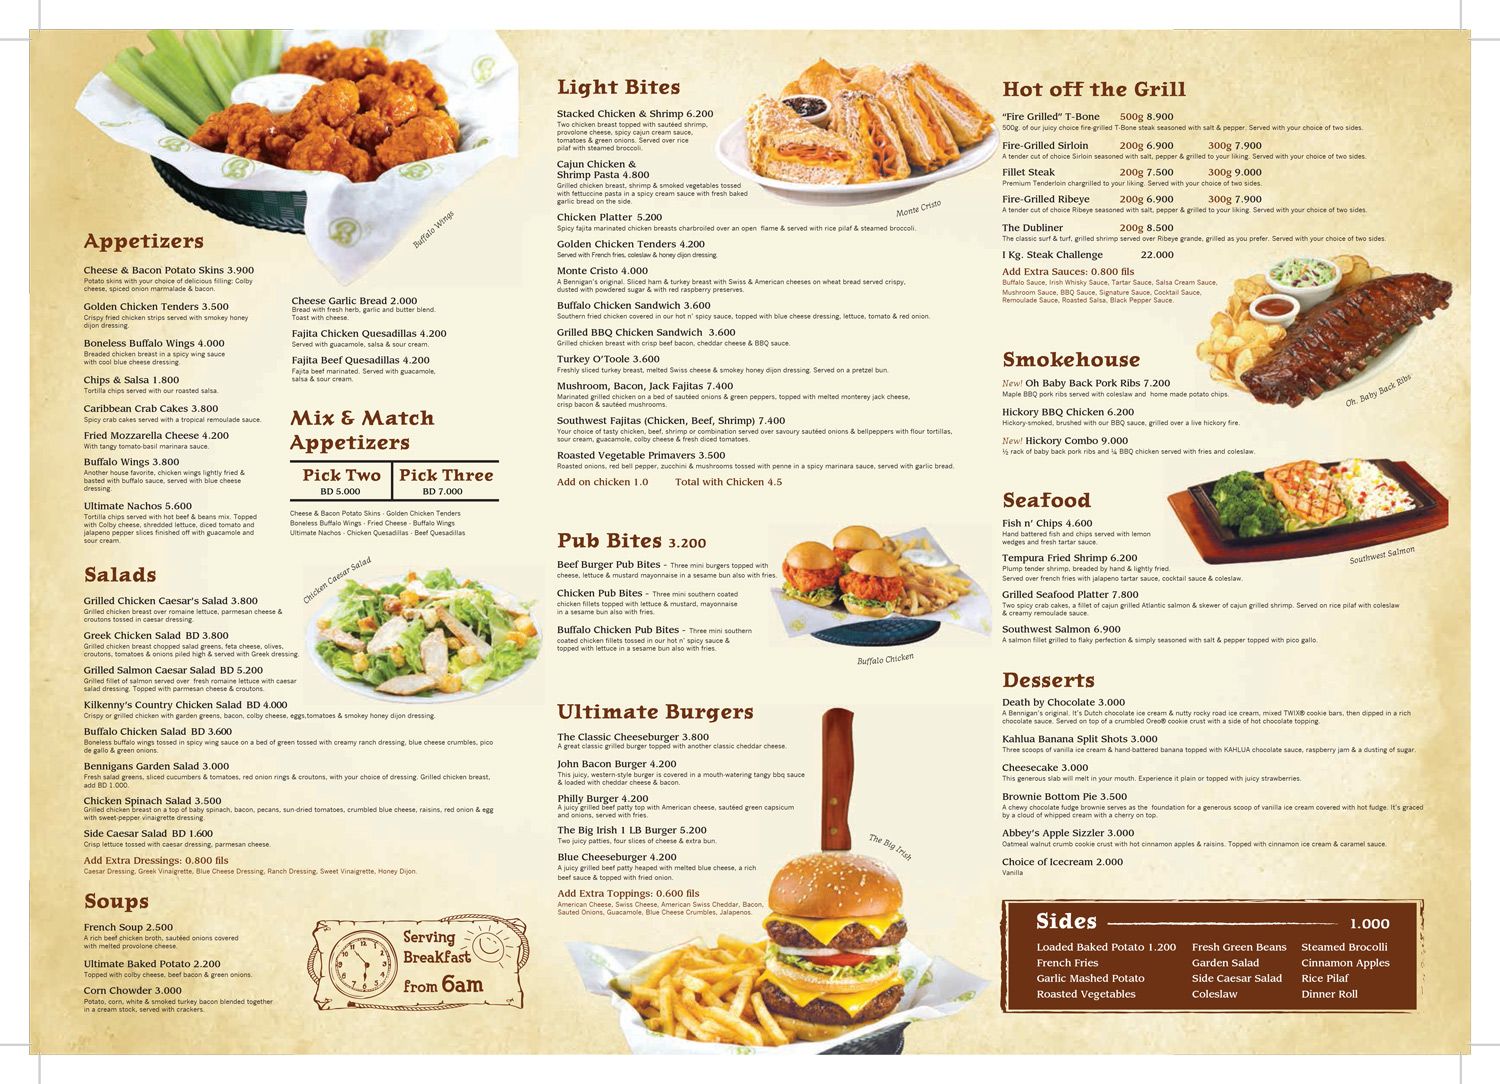 Buffalo Wings
Appetizers
Cheese & Bacon Potato Skins 3.900
Potato skins with your choice of delicious filling: Colby
cheese, spiced onion marmalade & bacon.
Golden Chicken Tenders 3.500
Crispy fried chicken strips served with smokey honey
dijon dressing.
Boneless Buffalo Wings 4.000
Breaded chicken breast in a spicy wing sauce
with cool blue cheese dressing.
Chips & Salsa 1.800
Tortilla chips served with our roasted salsa.
Caribbean Crab Cakes 3.800
Spicy crab cakes served with a tropical remoulade sauce.
Fried Mozzarella Cheese 4.200
With tangy tomato-basil marinara sauce.
Buffalo Wings 3.800
Another house favorite, chicken wings lightly fried &
basted with buffalo sauce, served with blue cheese
dressing.
Ultimate Nachos 5.600
Tortilla chips served with hot beef & beans mix. Topped
with Colby cheese, shredded lettuce, diced tomato and
jalapeno pepper slices finished off with guacamole and
sour cream.
Cheese Garlic Bread 2.000
Bread with fresh herb, garlic and butter blend.
Toast with cheese.
Fajita Chicken Quesadillas 4.200
Served with guacamole, salsa & sour cream.
Fajita Beef Quesadillas 4.200
Fajita beef marinated. Served with guacamole,
salsa & sour cream.
Mix & Match
Appetizers
Pick Two Pick Three
BD 5.000 BD 7.000
Cheese & Bacon Potato Skins - Golden Chicken Tenders
Boneless Buffalo Wings - Fried Cheese - Buffalo Wings
Ultimate Nachos - Chicken Quesadillas - Beef Quesadillas
Salads
Chicken Caesar Salad
Grilled Chicken Caesar's Salad 3.800
Grilled chicken breast over romaine lettuce, parmesan cheese &
croutons tossed in caesar dressing.
Greek Chicken Salad BD 3.800
Grilled chicken breast chopped salad greens, feta cheese, olives,
croutons, tomatoes & onions piled high & served with Greek dressing.
Grilled Salmon Caesar Salad BD 5.200
Grilled fillet of salmon served over fresh romaine lettuce with caesar
salad dressing. Topped with parmesan cheese & croutons.
Kilkenny's Country Chicken Salad BD 4.000
Crispy or grilled chicken with garden greens, bacon, colby cheese, eggs,tomatoes & smokey honey dijon dressing.
Buffalo Chicken Salad BD 3.600
Boneless buffalo wings tossed in spicy wing sauce on a bed of green tossed with creamy ranch dressing, blue cheese crumbles, pico
de gallo & green onions.
Bennigans Garden Salad 3.000
Fresh salad greens, sliced cucumbers & tomatoes, red onion rings & croutons, with your choice of dressing. Grilled chicken breast,
add BD 1.000.
Chicken Spinach Salad 3.500
Grilled chicken breast on a top of baby spinach, bacon, pecans, sun-dried tomatoes, crumbled blue cheese, raisins, red onion & egg
with sweet-pepper vinaigrette dressing.
Side Caesar Salad BD 1.600
Crisp lettuce tossed with caesar dressing, parmesan cheese.
Add Extra Dressings: 0.800 fils
Caesar Dressing, Greek Vinaigrette, Blue Cheese Dressing, Ranch Dressing, Sweet Vinaigrette, Honey Dijon.
Soups
French Soup 2.500
A rich beef chicken broth, sautéed onions covered
with melted provolone cheese.
Ultimate Baked Potato 2.200
Topped with colby cheese, beef bacon & green onions.
Corn Chowder 3.000
Potato, corn, white & smoked turkey bacon blended together
in a cream stock, served with crackers.
Serving
Breakfast
from 6am
Light Bites
Stacked Chicken & Shrimp 6.200
Two chicken breast topped with sautéed shrimp,
provolone cheese, spicy cajun cream sauce,
tomatoes & green onions. Served over rice
pilaf with steamed broccoli.
Cajun Chicken &
Shrimp Pasta 4.800
Grilled chicken breast, shrimp & smoked vegetables tossed
with fettuccine pasta in a spicy cream sauce with fresh baked
garlic bread on the side.
Monte Cristo
Chicken Platter 5.200
Spicy fajita marinated chicken breasts charbroiled over an open flame & served with rice pilaf & steamed broccoli.
Golden Chicken Tenders 4.200
Served with French fries, coleslaw & honey dijon dressing.
Monte Cristo 4.000
A Bennigan's original. Sliced ham & turkey breast with Swiss & American cheeses on wheat bread served crispy,
dusted with powdered sugar & with red raspberry preserves.
Buffalo Chicken Sandwich 3.600
Southern fried chicken covered in our hot n' spicy sauce, topped with blue cheese dressing, lettuce, tomato & red onion.
Grilled BBQ Chicken Sandwich 3.600
Grilled chicken breast with crisp beef bacon, cheddar cheese & BBQ sauce.
Turkey O'Toole 3.600
Freshly sliced turkey breast, melted Swiss cheese & smokey honey dijon dressing. Served on a pretzel bun.
Mushroom, Bacon, Jack Fajitas 7.400
Marinated grilled chicken on a bed of sautéed onions & green peppers, topped with melted monterey jack cheese,
crisp bacon & sautéed mushrooms.
Southwest Fajitas (Chicken, Beef, Shrimp) 7.400
Your choice of tasty chicken, beef, shrimp or combination served over savoury sautéed onions & bellpeppers with flour tortillas,
sour cream, guacamole, colby cheese & fresh diced tomatoes.
Roasted Vegetable Primavers 3.500
Roasted onions, red bell pepper, zucchini & mushrooms tossed with penne in a spicy marinara sauce, served with garlic bread.
Add on chicken 1.0 Total with Chicken 4.5
Pub Bites 3.200
Beef Burger Pub Bites - Three mini burgers topped with
cheese, lettuce & mustard mayonnaise in a sesame bun also with fries.
Chicken Pub Bites - Three mini southern coated
chicken fillets topped with lettuce & mustard, mayonnaise
in a sesame bun also with fries.
Buffalo Chicken Pub Bites - Three mini southern
coated chicken fillets tossed in our hot n' spicy sauce &
topped with lettuce in a sesame bun also with fries.
Buffalo Chicken
Ultimate Burgers
The Classic Cheeseburger 3.800
A great classic grilled burger topped with another classic cheddar cheese.
John Bacon Burger 4.200
This juicy, western-style burger is covered in a mouth-watering tangy bbq sauce
& loaded with cheddar cheese & bacon.
Philly Burger 4.200
A juicy grilled beef patty top with American cheese, sautéed green capsicum
and onions, served with fries.
The Big Irish 1 LB Burger 5.200
Two juicy patties, four slices of cheese & extra bun.
Blue Cheeseburger 4.200
A juicy grilled beef patty heaped with melted blue cheese, a rich
beef sauce & topped with fried onion.
Add Extra Toppings: 0.600 fils
American Cheese, Swiss Cheese, American Swiss Cheddar, Bacon,
Sauted Onions, Guacamole, Blue Cheese Crumbles, Jalapenos.
The Big Irish
Hot off the Grill
"Fire Grilled" T-Bone 500g 8.900
500g. of our juicy choice fire-grilled T-Bone steak seasoned with salt & pepper. Served with your choice of two sides.
Fire-Grilled Sirloin 200g 6.900 300g 7.900
A tender cut of choice Sirloin seasoned with salt, pepper & grilled to your liking. Served with your choice of two sides.
Fillet Steak 200g 7.500 300g 9.000
Premium Tenderloin chargrilled to your liking. Served with your choice of two sides.
Fire-Grilled Ribeye 200g 6.900 300g 7.900
A tender cut of choice Ribeye seasoned with salt, pepper & grilled to your liking. Served with your choice of two sides.
The Dubliner 200g 8.500
The classic surf & turf, grilled shrimp served over Ribeye grande, grilled as you prefer. Served with your choice of two sides.
1 Kg. Steak Challenge 22.000
Add Extra Sauces: 0.800 fils
Buffalo Sauce, Irish Whisky Sauce, Tartar Sauce, Salsa Cream Sauce,
Mushroom Sauce, BBQ Sauce, Signature Sauce, Cocktail Sauce,
Remoulade Sauce, Roasted Salsa, Black Pepper Sauce.
Smokehouse
New! Oh Baby Back Pork Ribs 7.200
Maple BBQ pork ribs served with coleslaw and home made potato chips.
Hickory BBQ Chicken 6.200
Hickory-smoked, brushed with our BBQ sauce, grilled over a live hickory fire.
New! Hickory Combo 9.000
½ rack of baby back pork ribs and ¼ BBQ chicken served with fries and coleslaw.
Oh. Baby Back Ribs
Seafood
Fish n' Chips 4.600
Hand battered fish and chips served with lemon
wedges and fresh tartar sauce.
Tempura Fried Shrimp 6.200
Plump tender shrimp, breaded by hand & lightly fried.
Served over french fries with jalapeno tartar sauce, cocktail sauce & coleslaw.
Grilled Seafood Platter 7.800
Two spicy crab cakes, a fillet of cajun grilled Atlantic salmon & skewer of cajun grilled shrimp. Served on rice pilaf with coleslaw
& creamy remoulade sauce.
Southwest Salmon 6.900
A salmon fillet grilled to flaky perfection & simply seasoned with salt & pepper topped with pico gallo.
Southwest Salmon
Desserts
Death by Chocolate 3.000
A Bennigan's original. It's Dutch chocolate ice cream & nutty rocky road ice cream, mixed TWIX® cookie bars, then dipped in a rich
chocolate sauce. Served on top of a crumbled Oreo® cookie crust with a side of hot chocolate topping.
Kahlua Banana Split Shots 3.000
Three scoops of vanilla ice cream & hand-battered banana topped with KAHLUA chocolate sauce, raspberry jam & a dusting of sugar.
Cheesecake 3.000
This generous slab will melt in your mouth. Experience it plain or topped with juicy strawberries.
Brownie Bottom Pie 3.500
A chewy chocolate fudge brownie serves as the foundation for a generous scoop of vanilla ice cream covered with hot fudge. It's graced
by a cloud of whipped cream with a cherry on top.
Abbey's Apple Sizzler 3.000
Oatmeal walnut crumb cookie crust with hot cinnamon apples & raisins. Topped with cinnamon ice cream & caramel sauce.
Choice of Icecream 2.000
Vanilla
Sides 1.000
Loaded Baked Potato 1.200 Fresh Green Beans Steamed Brocolli
French Fries Garden Salad Cinnamon Apples
Garlic Mashed Potato Side Caesar Salad Rice Pilaf
Roasted Vegetables Coleslaw Dinner Roll